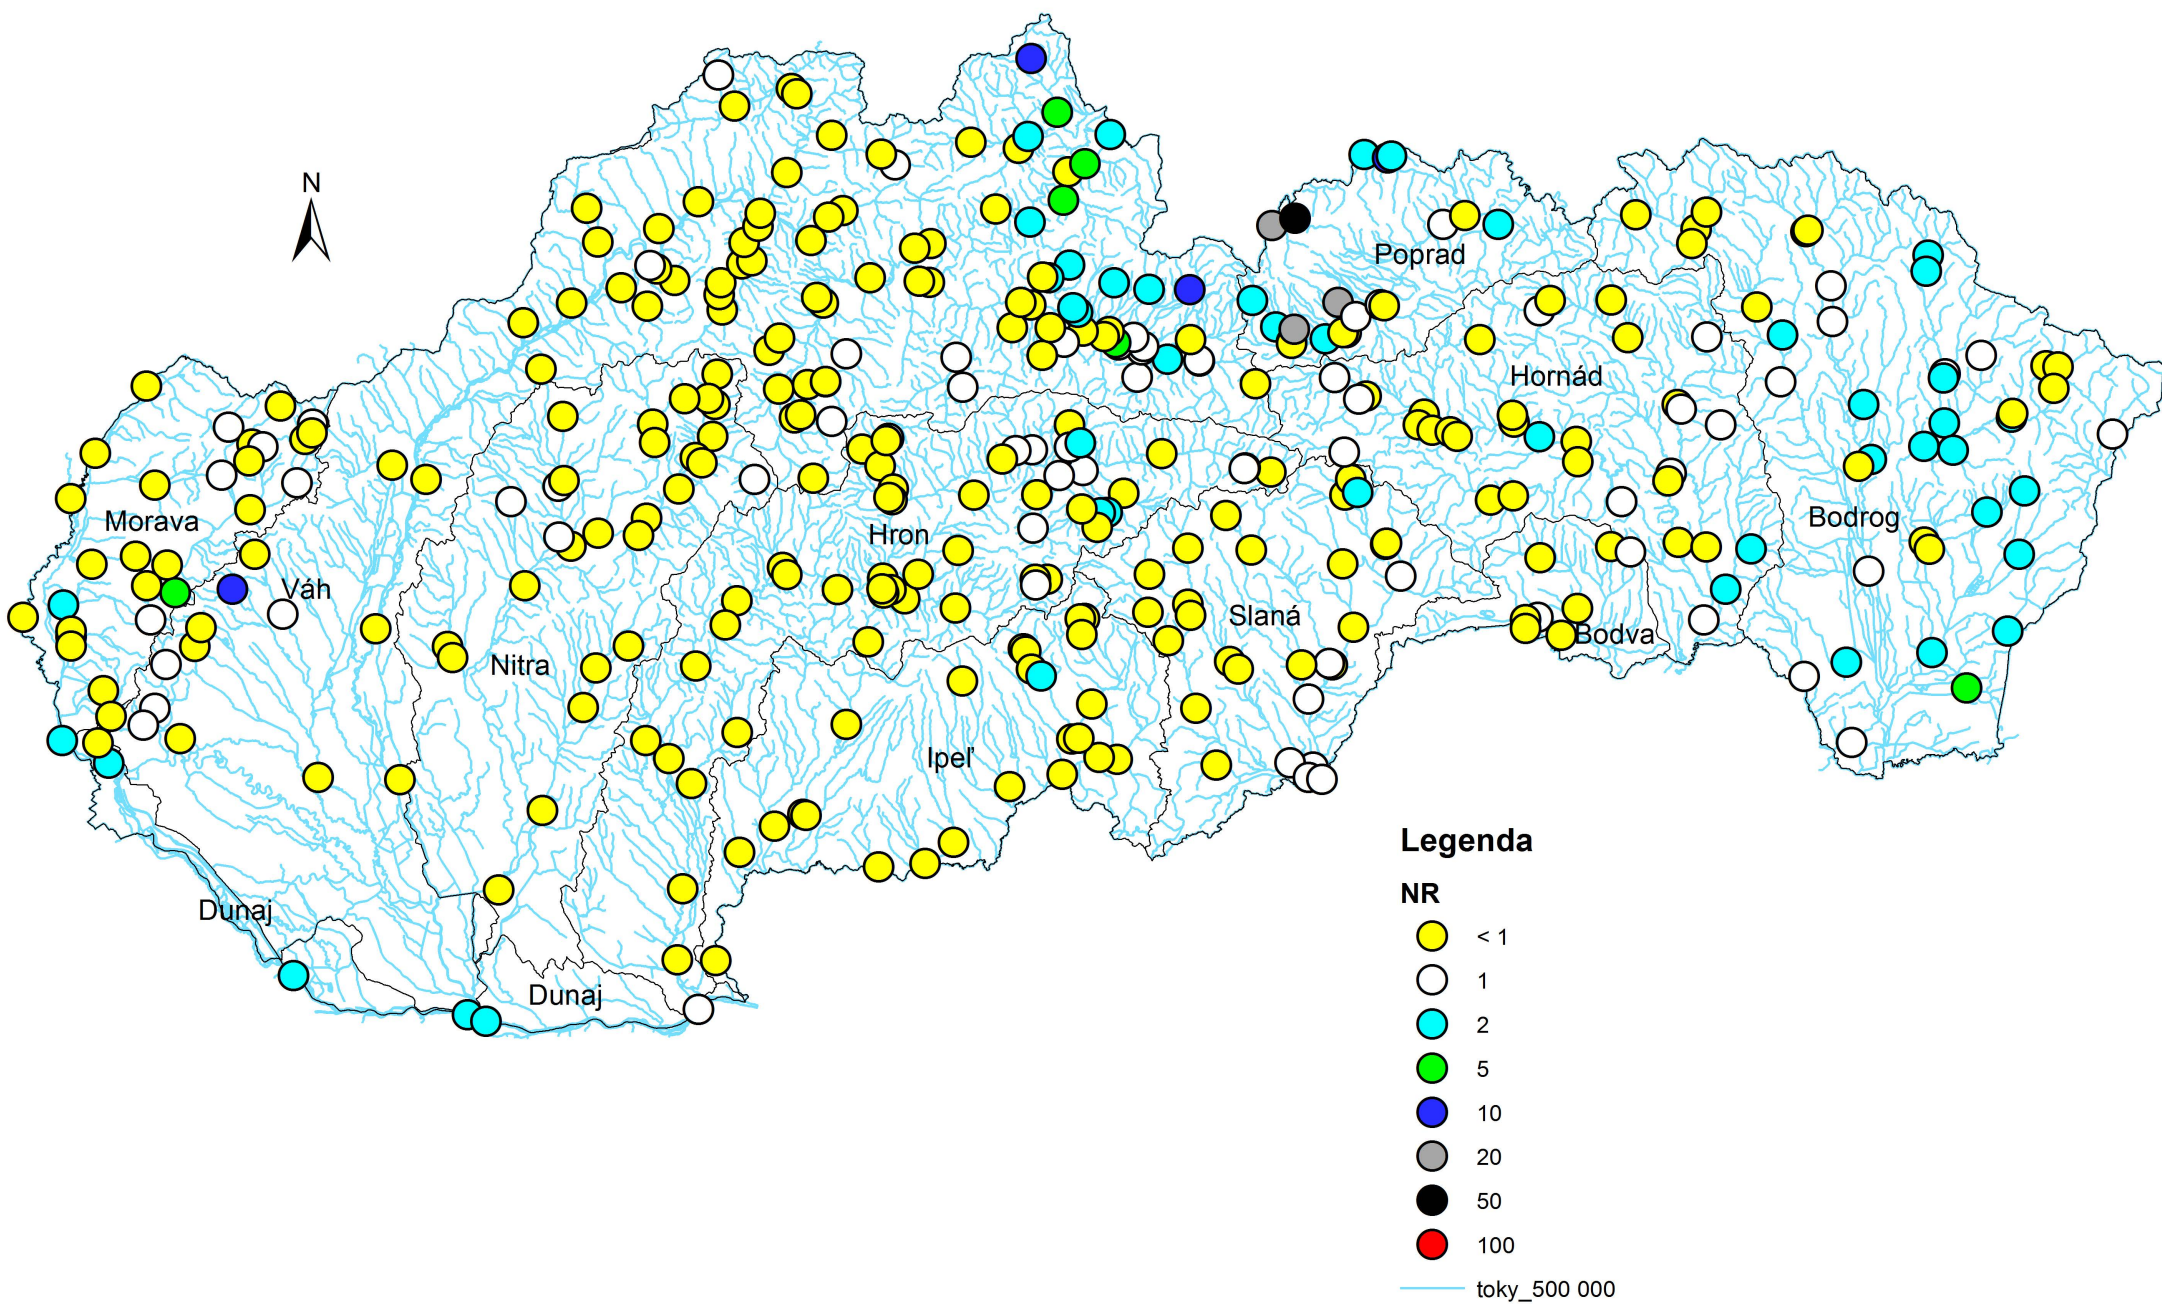 N
Poprad
Hornád
Morava
Bodrog
Hron
Váh
Slaná
Bodva
Nitra
Ipeľ
Dunaj
Dunaj
Legenda
NR
< 1
1
2
5
10
20
50
100
toky_500 000